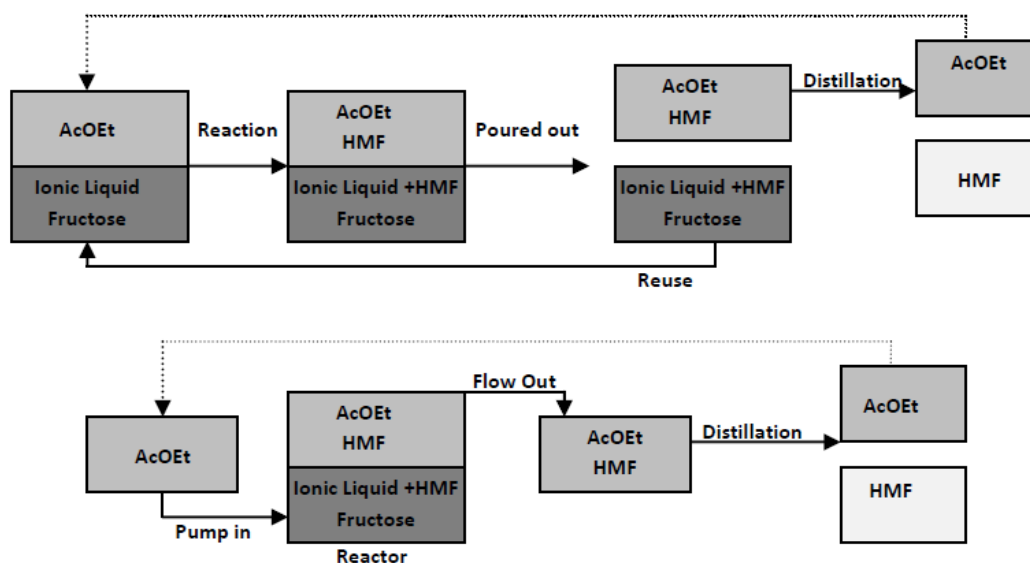 AcOEt
Ionic Liquid
Fructose
Reaction
AcOEt
HMF
Ionic Liquid +HMF
Fructose
Poured out
AcOEt
HMF
Ionic Liquid +HMF
Fructose
Distillation
AcOEt
HMF
Reuse
AcOEt
Pump in
AcOEt
HMF
Ionic Liquid +HMF
Fructose
Reactor
Flow Out
AcOEt
HMF
Distillation
AcOEt
HMF